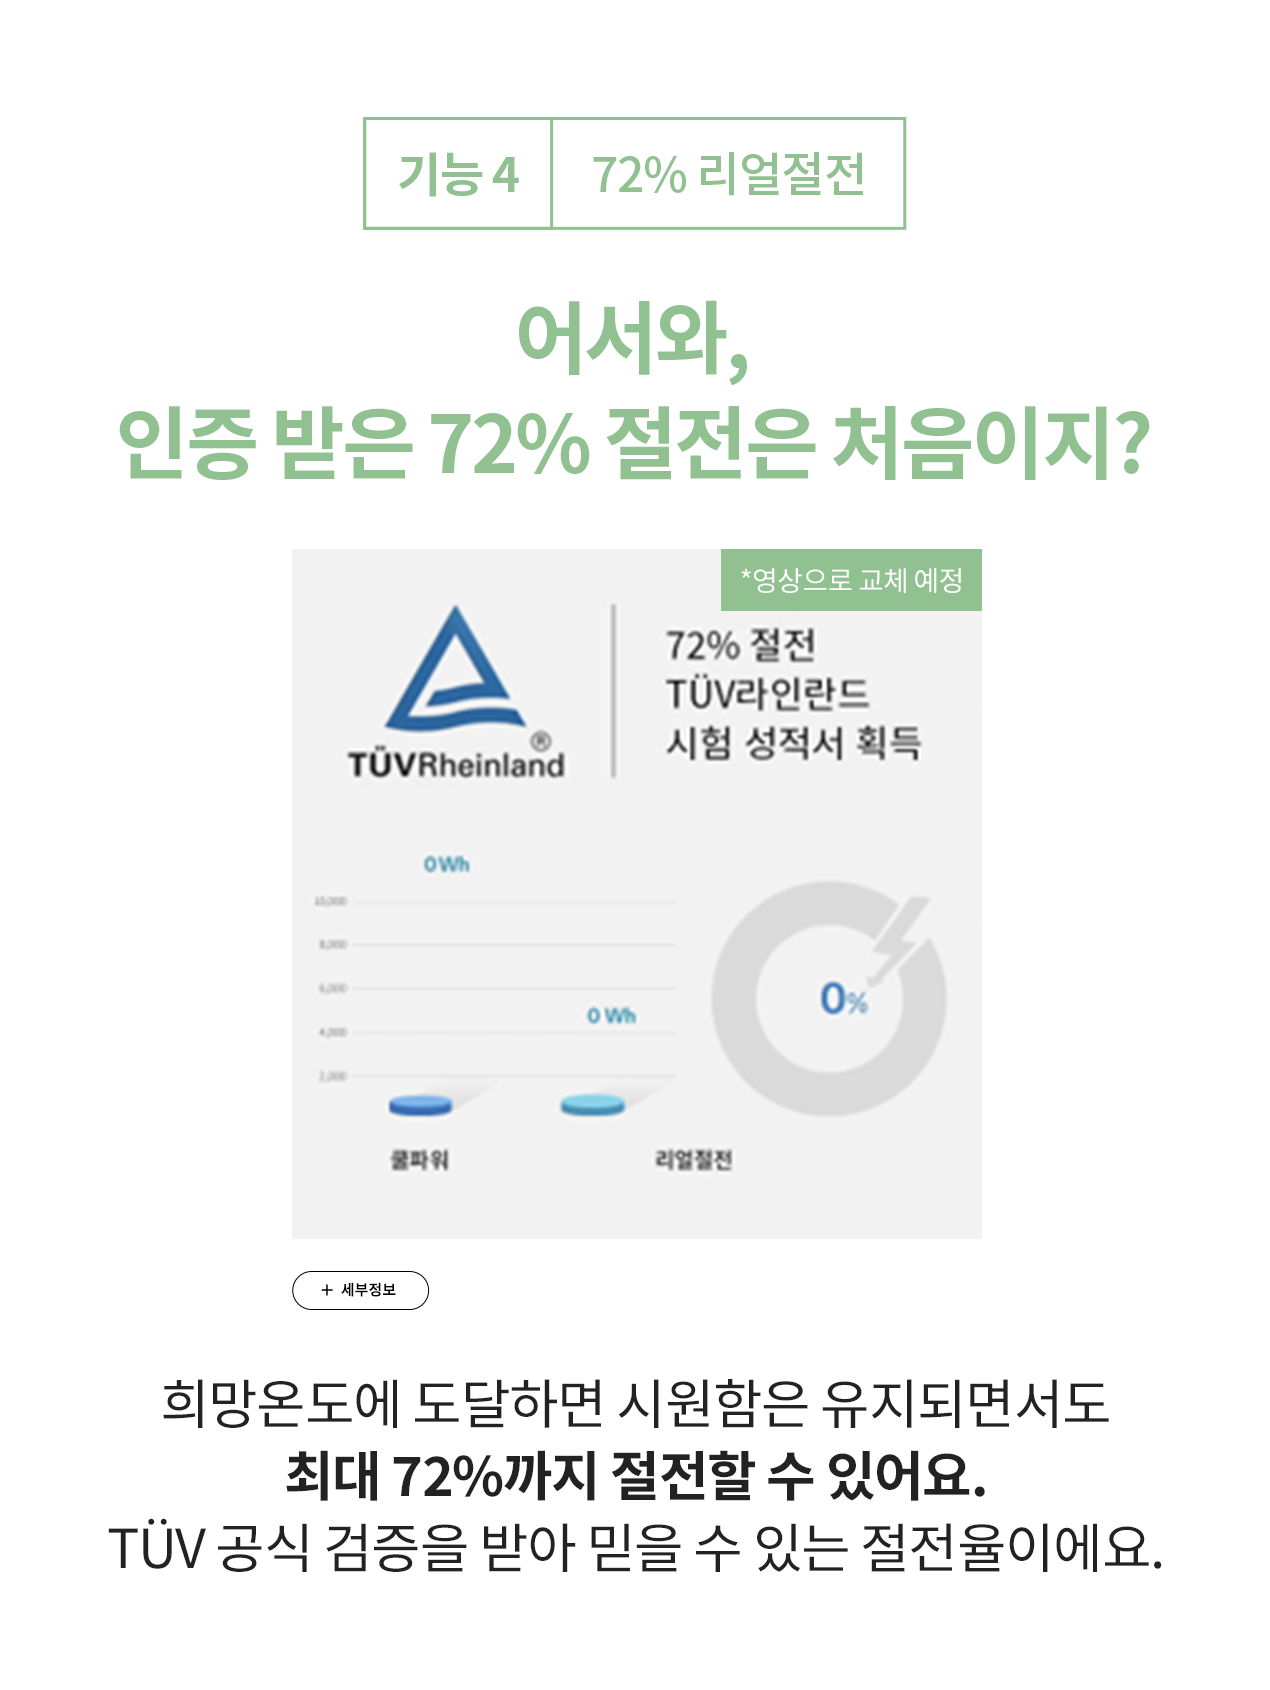 기능 4
72% 리얼절전
어서와,
인증 받은 72% 절전은 처음이지?
*영상으로 교체 예정
TÜVRheinland®
72% 절전
TÜV라인란드
시험 성적서 획득
0 Wh
10,000
8,000
6,000
4,000
2,000
0 Wh
0%
쿨파워
리얼절전
+ 세부정보
희망온도에 도달하면 시원함은 유지되면서도
최대 72%까지 절전할 수 있어요.
TÜV 공식 검증을 받아 믿을 수 있는 절전율이에요.